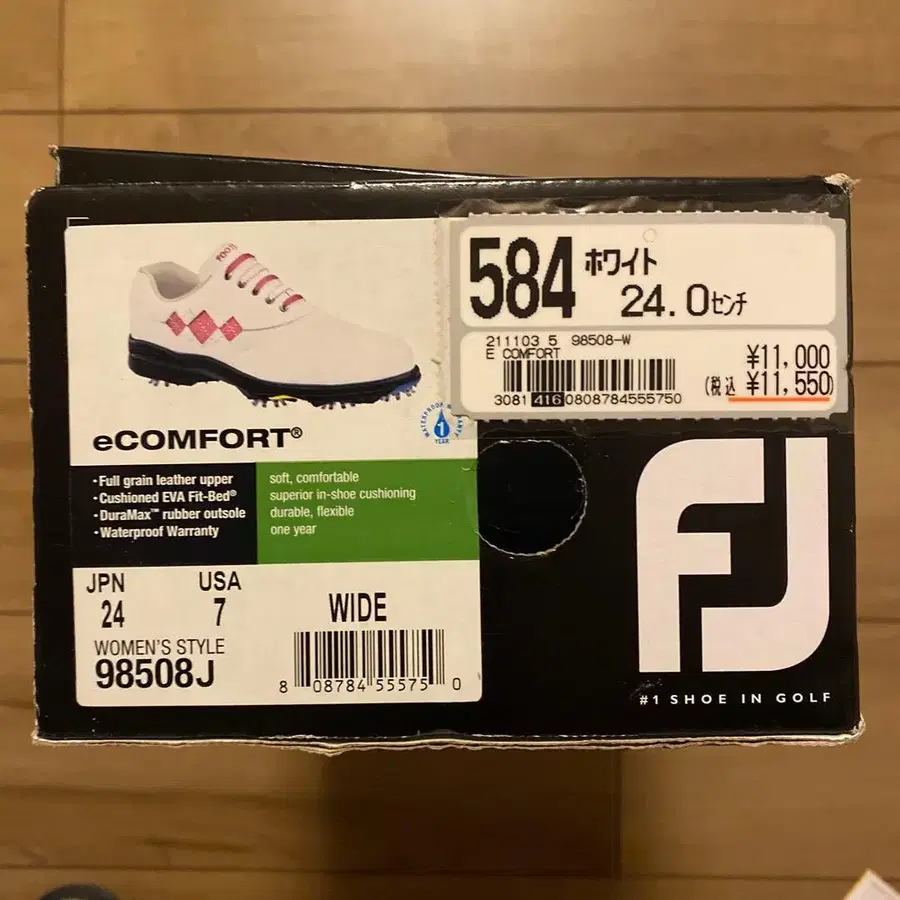 584 ホワイト
24.0センチ
211103 5 98508-W
E COMFORT
¥11,000
(税込 ¥11,550)
3081 416 0808784555750
eCOMFORT®
・Full grain leather upper soft, comfortable
・Cushioned EVA Fit-Bed® superior in-shoe cushioning
・DuraMax™ rubber outsole durable, flexible
・Waterproof Warranty one year
1
YEAR
JPN USA
24 7 WIDE
WOMEN'S STYLE
98508J
8 08784 55575 0
FJ
#1 SHOE IN GOLF